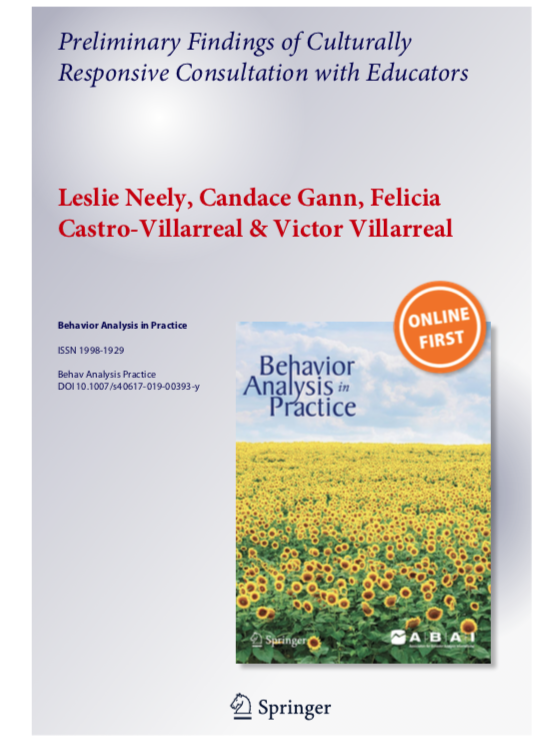 Preliminary Findings of Culturally
Responsive Consultation with Educators
Leslie Neely, Candace Gann, Felicia
Castro-Villarreal & Victor Villarreal
Behavior Analysis in Practice
ISSN 1998-1929
Behav Analysis Practice
DOI 10.1007/s40617-019-00393-y
ONLINE
FIRST
Behavior
Analysis in
Practice
Springer
ABAI
Springer